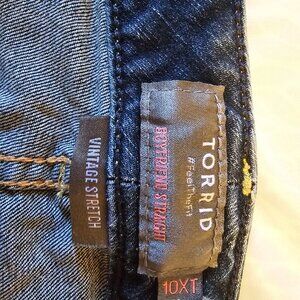 TORRID
#FeelTheFit
BOYFRIEND STRAIGHT
VINTAGE STRETCH
10XT